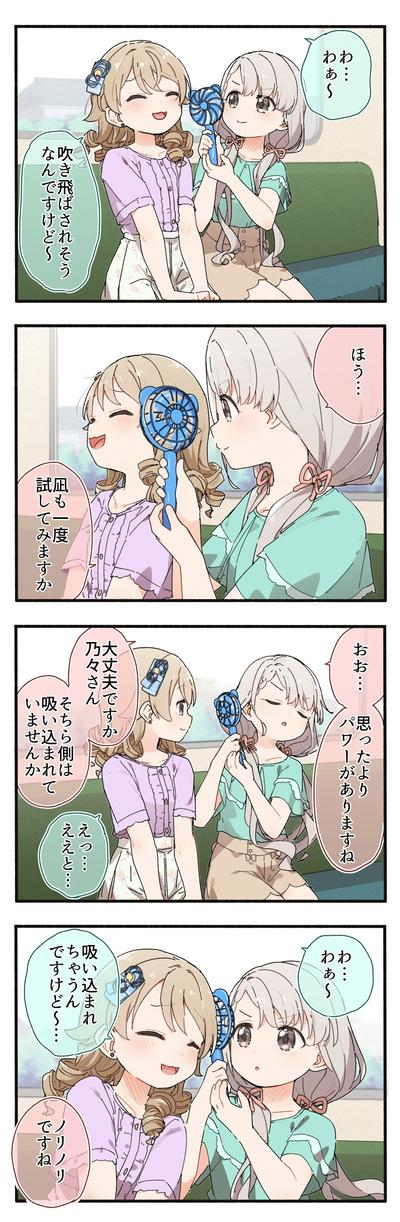 わ…
わぁ〜
吹き飛ばされそう
なんですけど〜
ほう…
凪も一度
試してみますか
おお…
思ったより
パワーがありますね
大丈夫ですか
乃々さん
そちら側は
吸い込まれて
いませんか
えっ…
ええと…
わ…
わぁ〜
吸い込まれ
ちゃうん
ですけど〜…
ノリノリ
ですね